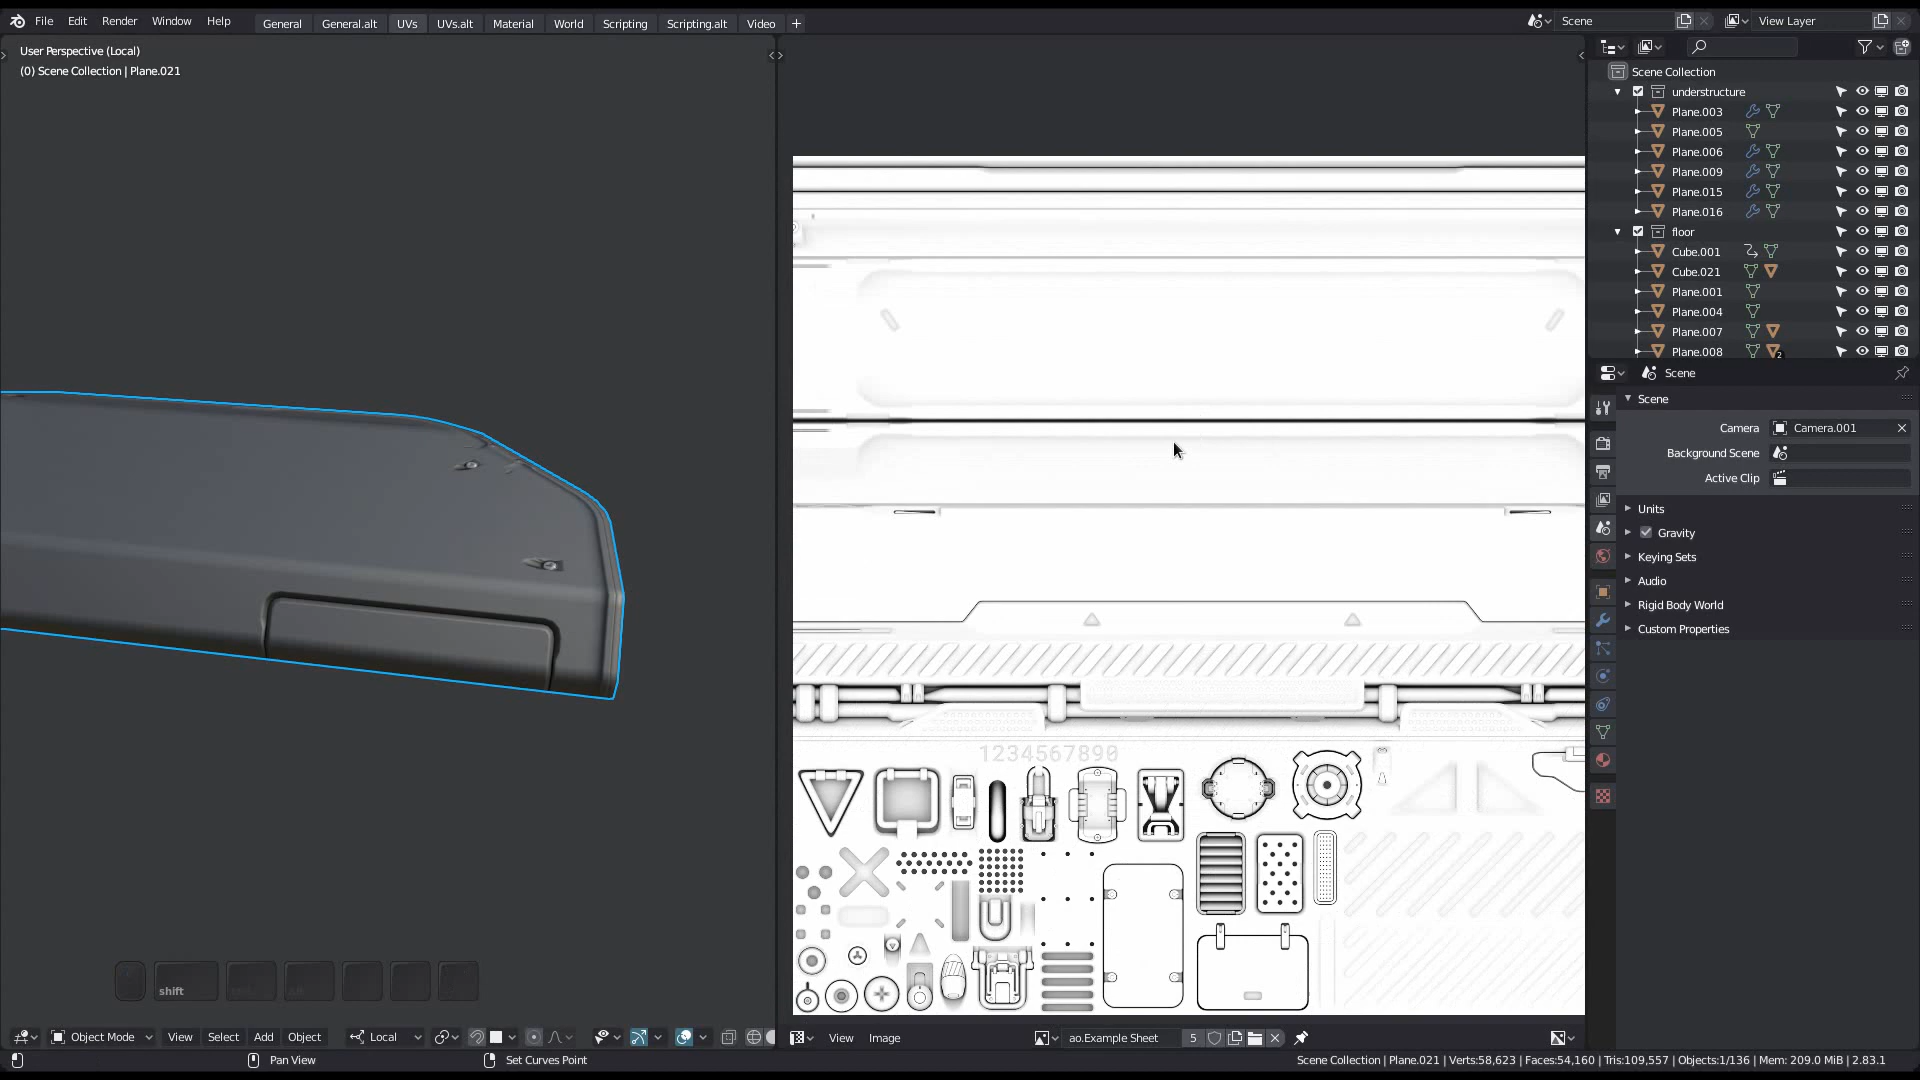 File Edit Render Window Help General General.alt UVs UVs.alt Material World Scripting Scripting.alt Video + Scene View Layer
User Perspective (Local)
(0) Scene Collection | Plane.021
Scene Collection
understructure
Plane.003
Plane.005
Plane.006
Plane.009
Plane.015
Plane.016
floor
Cube.001
Cube.021
Plane.001
Plane.004
Plane.007
Plane.008 2
Scene
Scene
Camera Camera.001
Background Scene
Active Clip
Units
Gravity
Keying Sets
Audio
Rigid Body World
Custom Properties
1234567890
shift
Object Mode View Select Add Object Local
View Image ao.Example Sheet 5
Pan View Set Curves Point
Scene Collection | Plane.021 | Verts:58,623 | Faces:54,160 | Tris:109,557 | Objects:1/136 | Mem: 209.0 MiB | 2.83.1